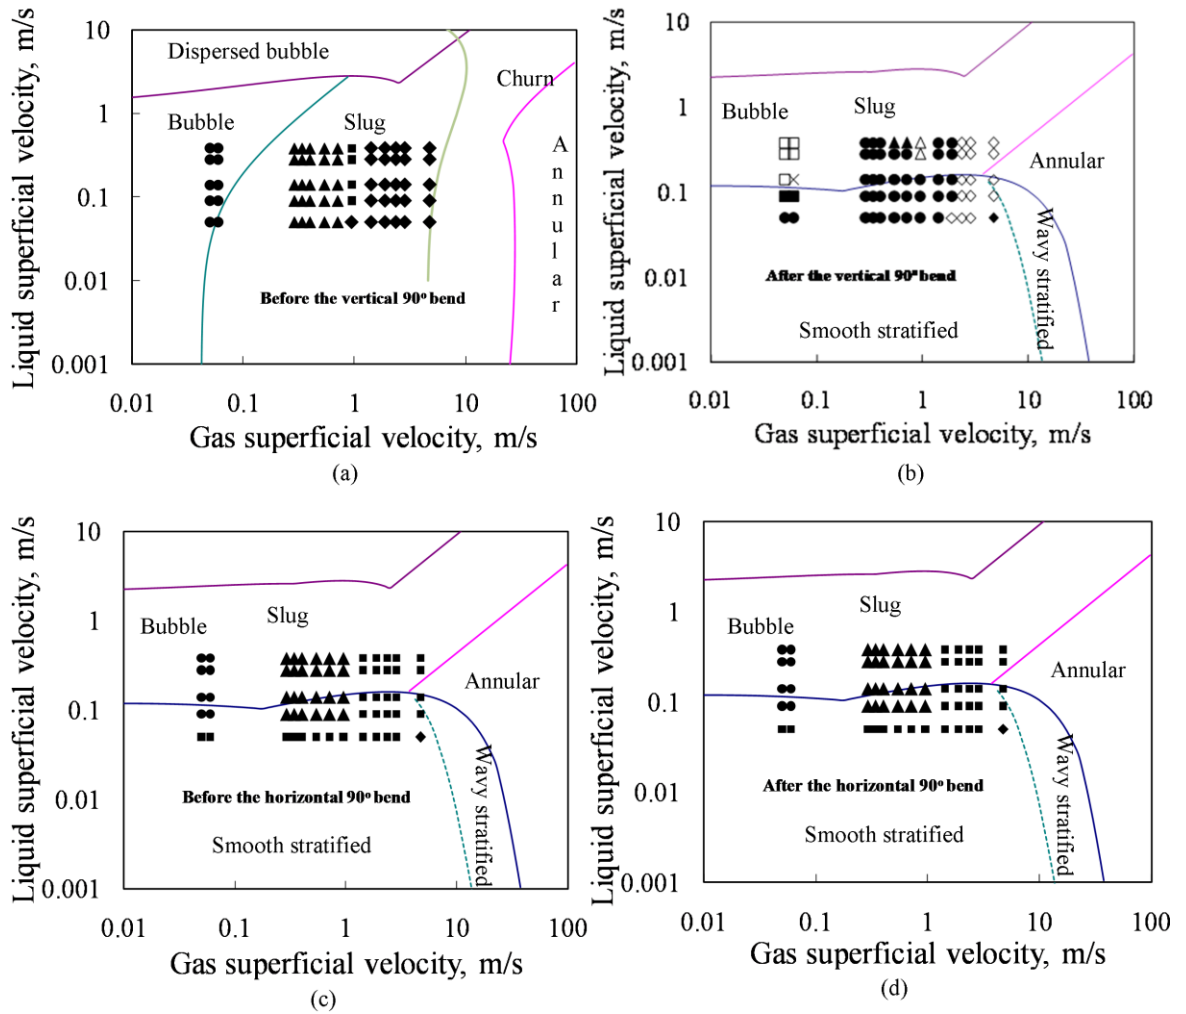 Liquid superficial velocity, m/s
10
1
0.1
0.01
0.001
Dispersed bubble
Churn
Bubble
Slug
Annular
Before the vertical 90º bend
0.01
0.1
1
10
100
Gas superficial velocity, m/s
(a)
Liquid superficial velocity, m/s
10
1
0.1
0.01
0.001
Bubble
Slug
Annular
Wavy stratified
After the vertical 90º bend
Smooth stratified
0.01
0.1
1
10
100
Gas superficial velocity, m/s
(b)
Liquid superficial velocity, m/s
10
1
0.1
0.01
0.001
Slug
Bubble
Annular
Wavy stratified
Before the horizontal 90º bend
Smooth stratified
0.01
0.1
1
10
100
Gas superficial velocity, m/s
(c)
Liquid superficial velocity, m/s
10
1
0.1
0.01
0.001
Slug
Bubble
Annular
Wavy stratified
After the horizontal 90º bend
Smooth stratified
0.01
0.1
1
10
100
Gas superficial velocity, m/s
(d)